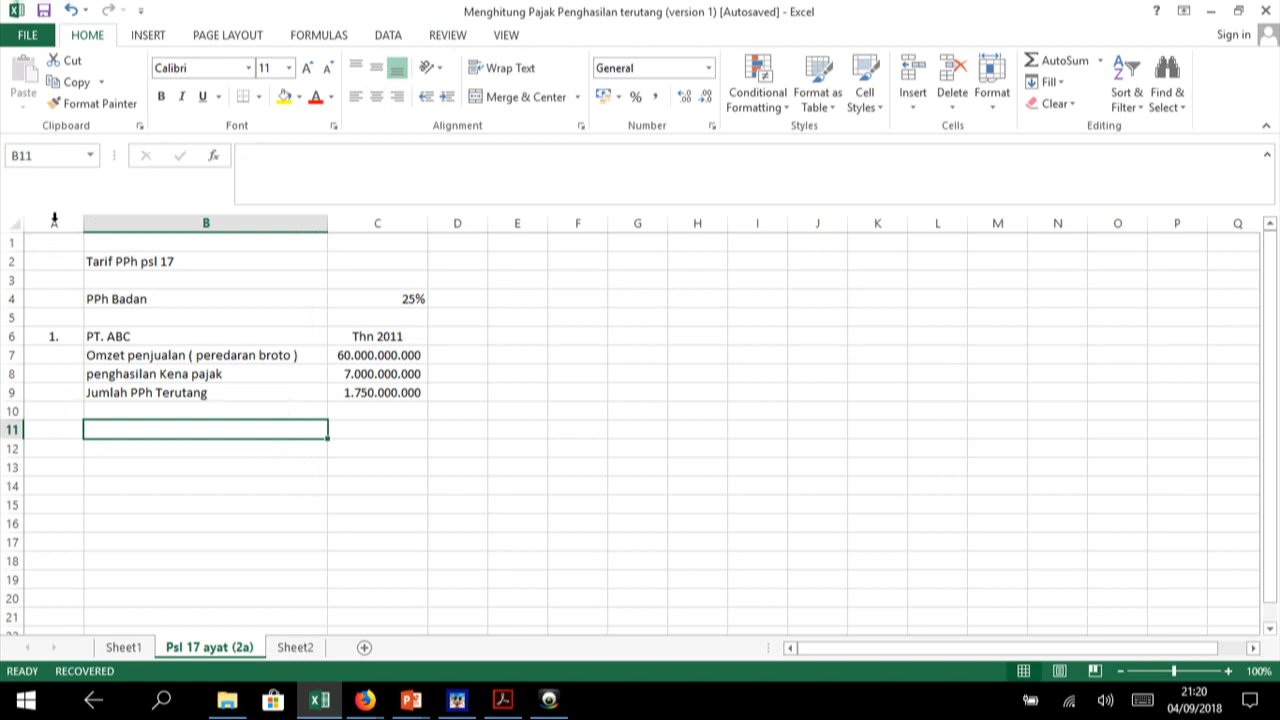 Menghitung Pajak Penghasilan terutang (version 1) [Autosaved] - Excel
?
FILE HOME INSERT PAGE LAYOUT FORMULAS DATA REVIEW VIEW Sign in
Paste Cut Copy Format Painter
Clipboard
Calibri 11 A A
B I U A
Font
Wrap Text
Merge & Center
Alignment
General
% ,
Number
Conditional Formatting
Format as Table
Cell Styles
Styles
Insert Delete Format
Cells
AutoSum
Fill
Clear
Sort & Filter
Find & Select
Editing
B11 fx
A B C D E F G H I J K L M N O P Q
1
2 Tarif PPh psl 17
3
4 PPh Badan 25%
5
6 1. PT. ABC Thn 2011
7 Omzet penjualan ( peredaran broto ) 60.000.000.000
8 penghasilan Kena pajak 7.000.000.000
9 Jumlah PPh Terutang 1.750.000.000
10
11
12
13
14
15
16
17
18
19
20
21
Sheet1 Psl 17 ayat (2a) Sheet2
READY RECOVERED 100%
21:20
04/09/2018